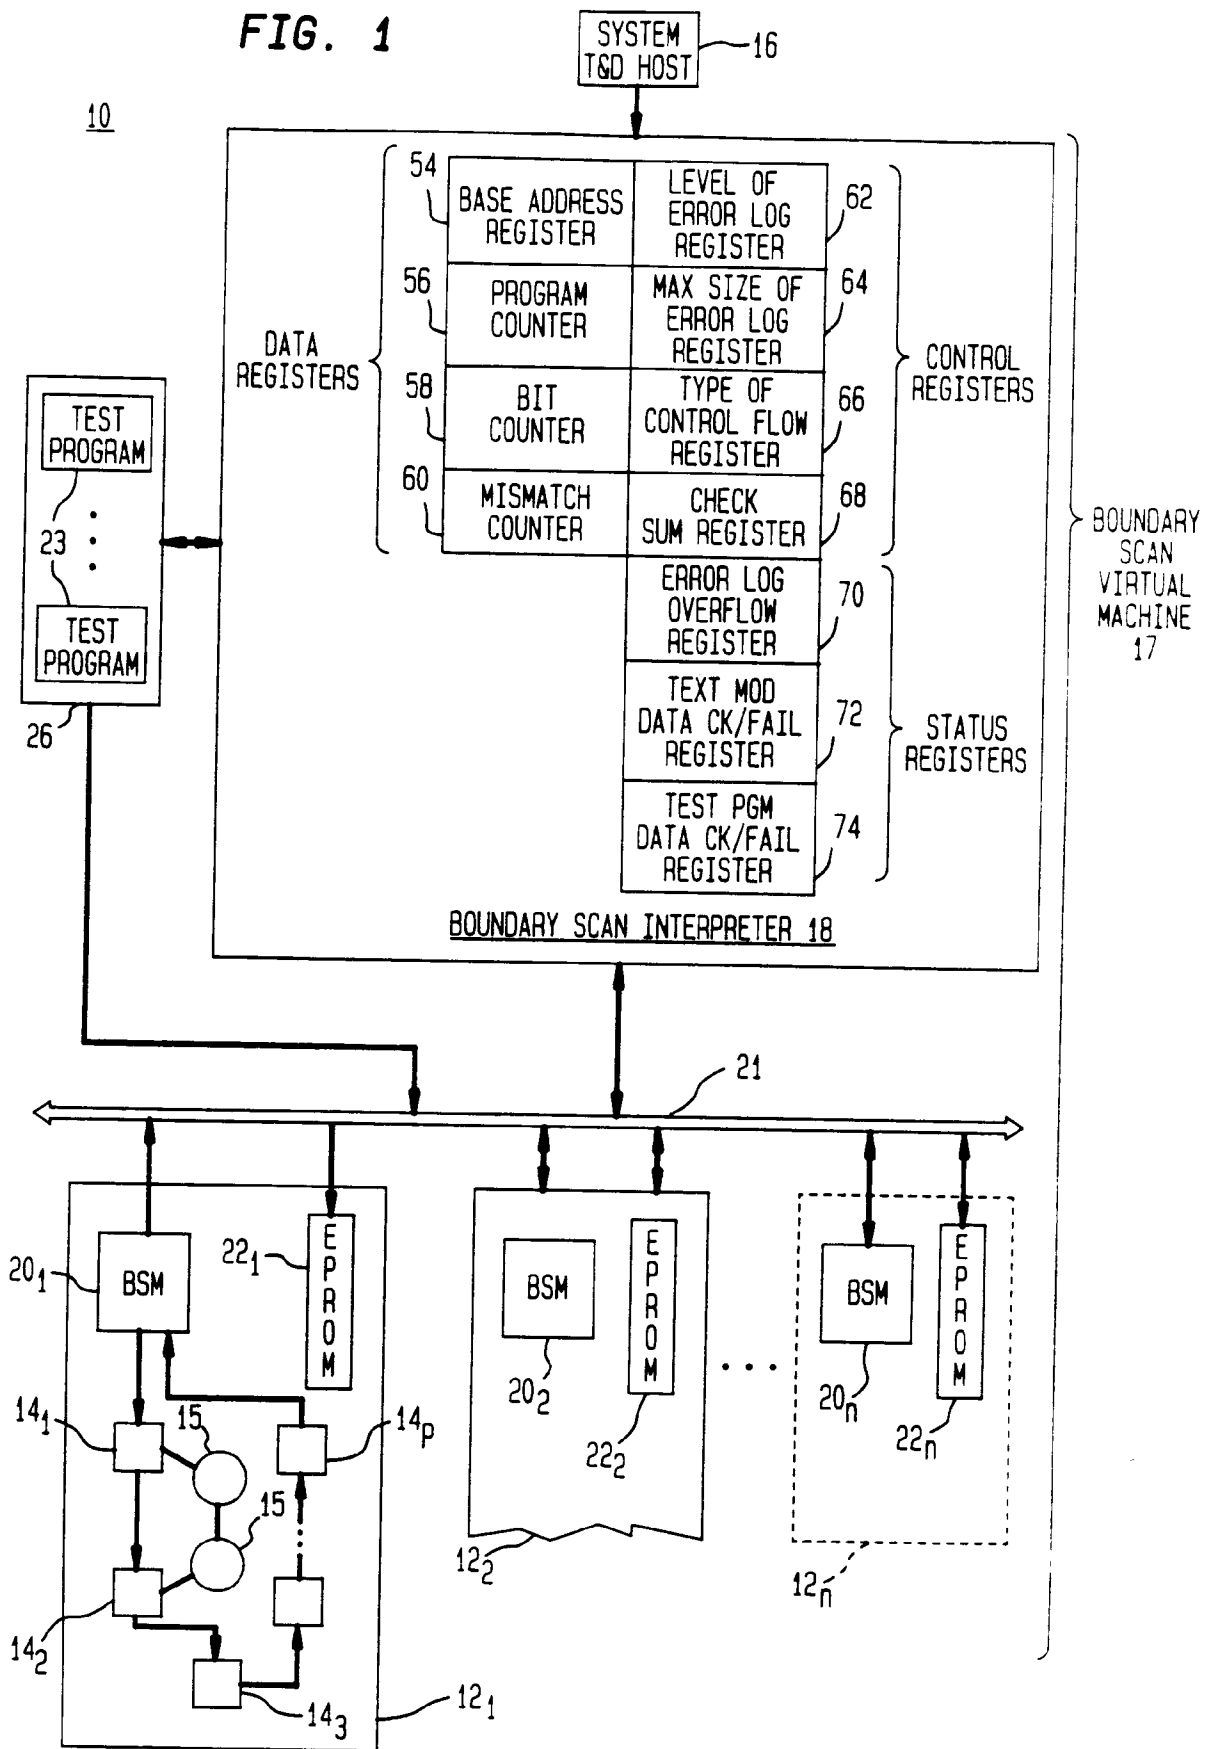 FIG. 1
SYSTEM
T&D HOST
16
10
DATA
REGISTERS
54
BASE ADDRESS
REGISTER
56
PROGRAM
COUNTER
58
BIT
COUNTER
60
MISMATCH
COUNTER
LEVEL OF
ERROR LOG
REGISTER
62
MAX SIZE OF
ERROR LOG
REGISTER
64
TYPE OF
CONTROL FLOW
REGISTER
66
CHECK
SUM REGISTER
68
CONTROL
REGISTERS
ERROR LOG
OVERFLOW
REGISTER
70
TEXT MOD
DATA CK/FAIL
REGISTER
72
TEST PGM
DATA CK/FAIL
REGISTER
74
STATUS
REGISTERS
BOUNDARY
SCAN
VIRTUAL
MACHINE
17
TEST
PROGRAM
23
TEST
PROGRAM
26
BOUNDARY SCAN INTERPRETER 18
21
20₁
BSM
22₁
EPROM
14₁
15
15
14p
14₂
14₃
12₁
BSM
20₂
EPROM
22₂
12₂
BSM
20n
EPROM
22n
12n